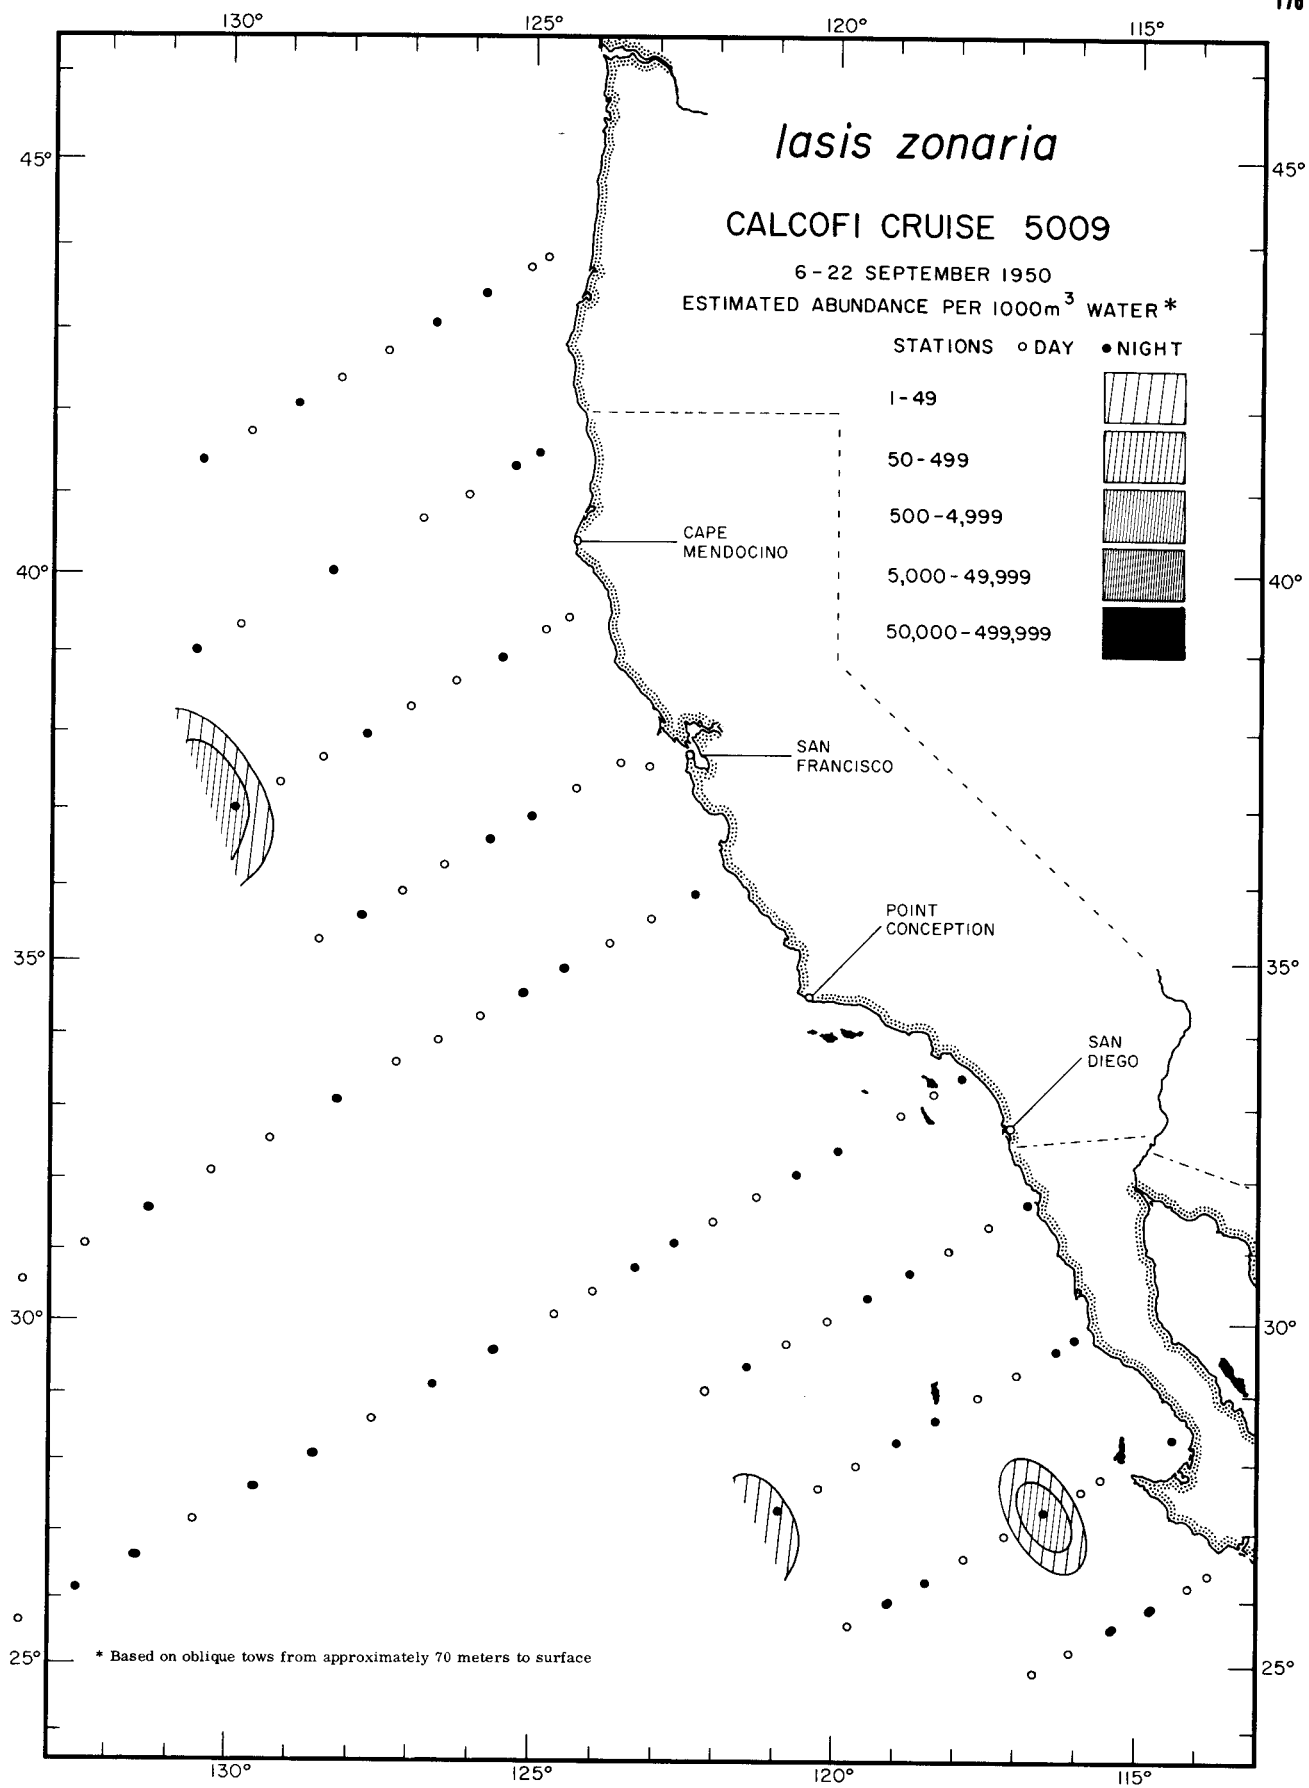 130° 125° 120° 115°
Iasis zonaria
CALCOFI CRUISE 5009
6-22 SEPTEMBER 1950
ESTIMATED ABUNDANCE PER 1000m³ WATER*
STATIONS ○ DAY ● NIGHT
1-49
50-499
500-4,999
5,000-49,999
50,000-499,999
45° 45°
CAPE
MENDOCINO
40° 40°
SAN
FRANCISCO
POINT
CONCEPTION
35° 35°
SAN
DIEGO
30° 30°
* Based on oblique tows from approximately 70 meters to surface
25° 25°
130° 125° 120° 115°